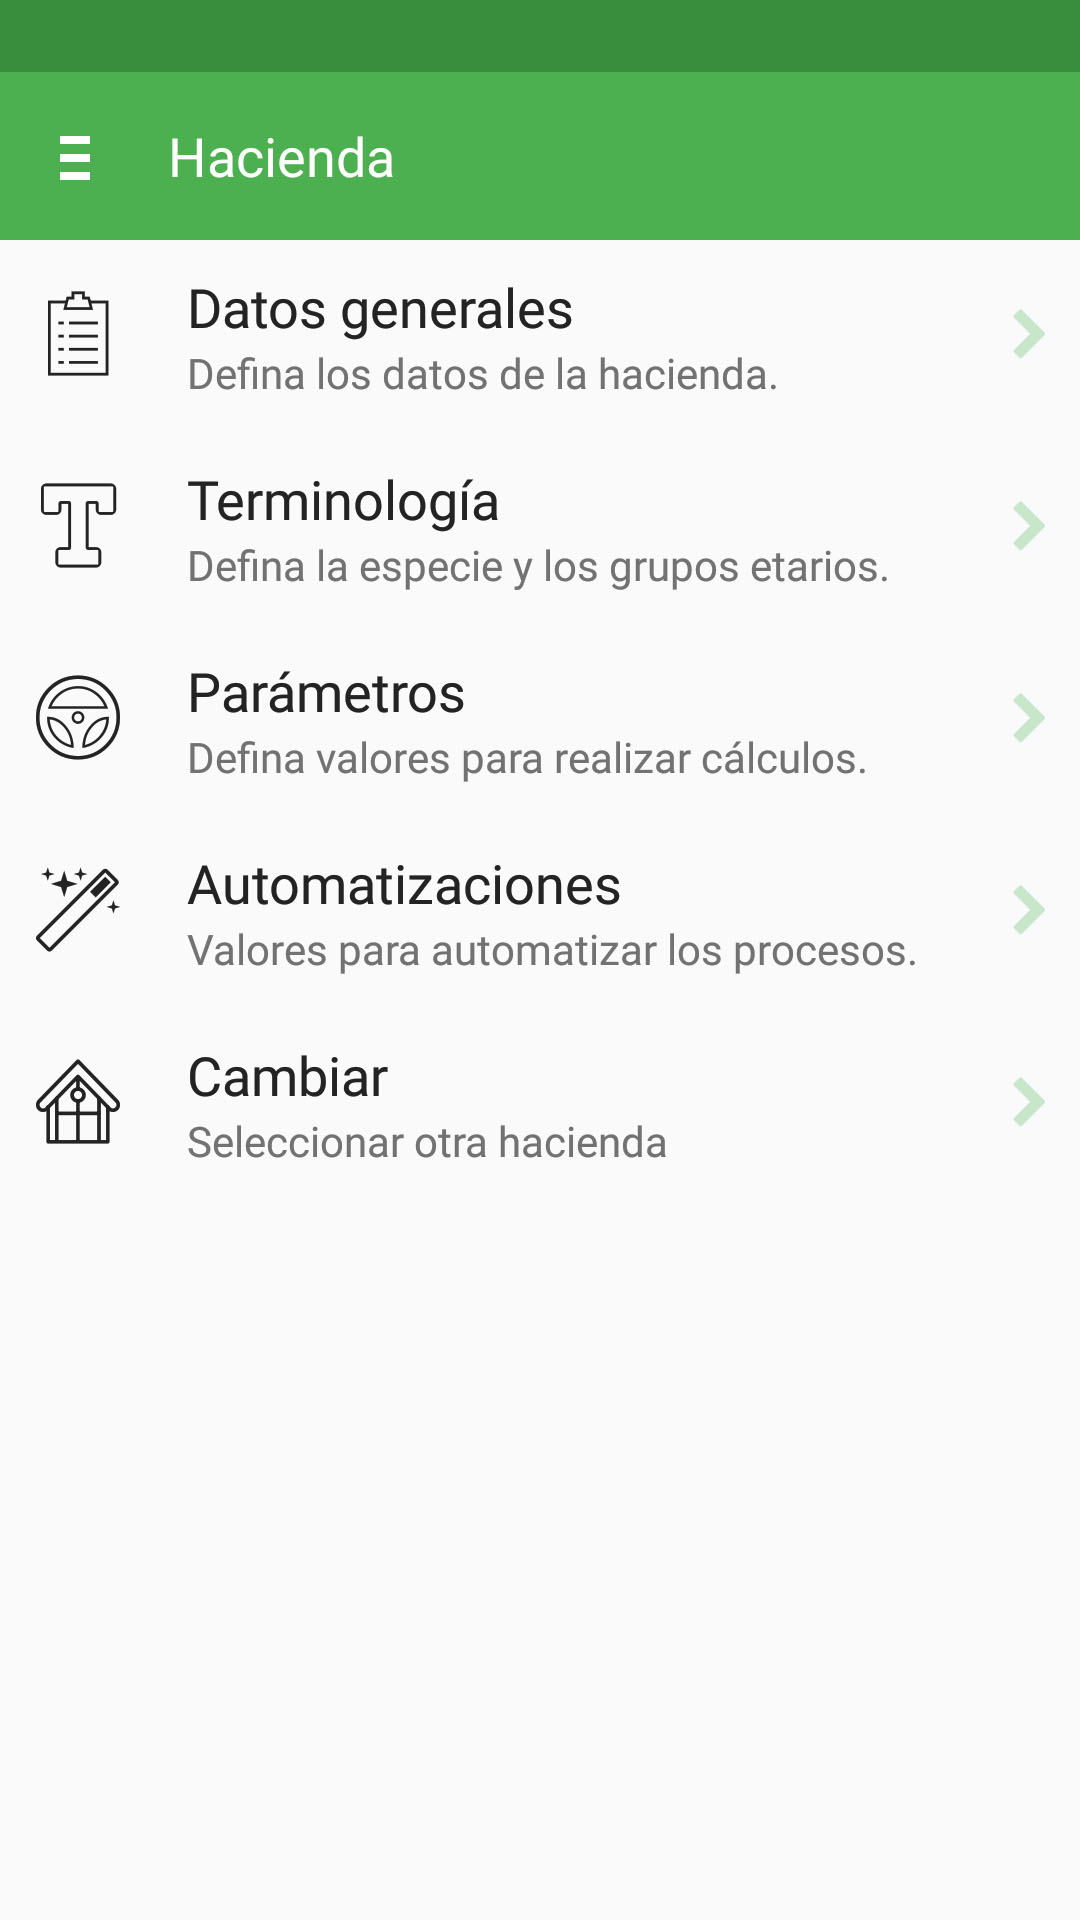 Hacienda
Datos generales
Defina los datos de la hacienda.
Terminología
Defina la especie y los grupos etarios.
Parámetros
Defina valores para realizar cálculos.
Automatizaciones
Valores para automatizar los procesos.
Cambiar
Seleccionar otra hacienda